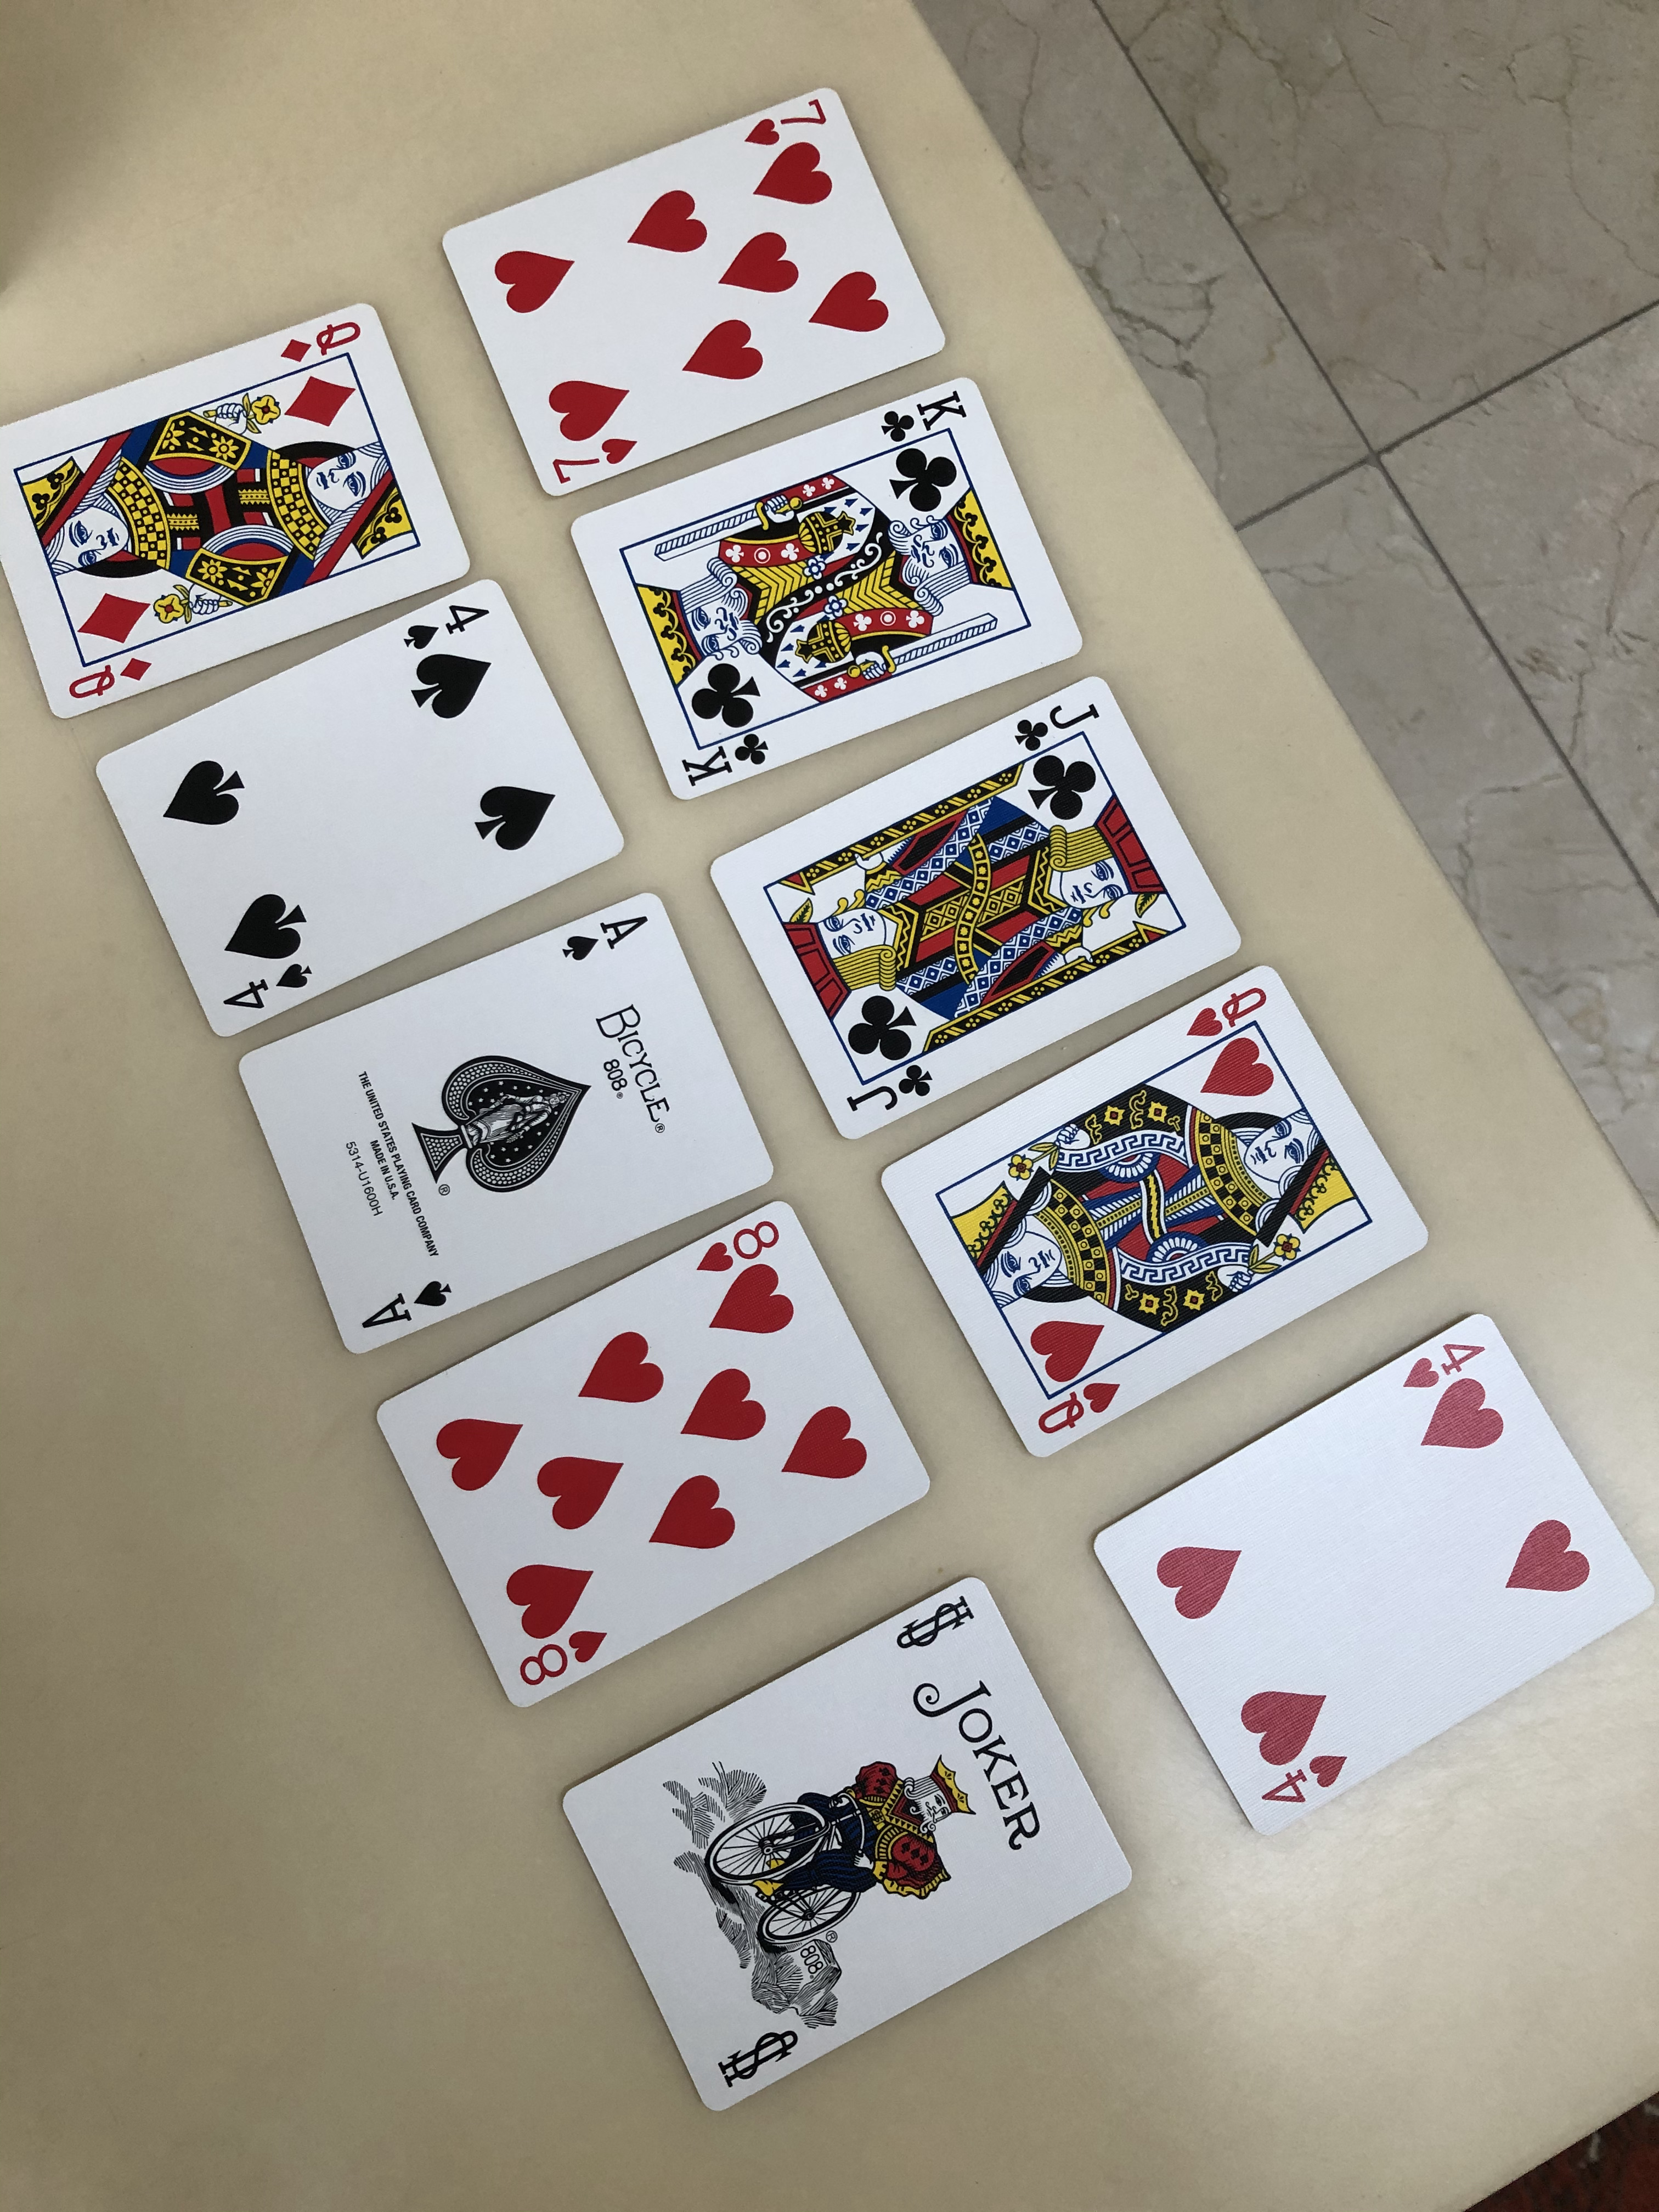 7
7
K
K
J
J
Q
Q
4
4
Q
Q
4
4
A
BICYCLE®
808®
®
THE UNITED STATES PLAYING CARD COMPANY
MADE IN U.S.A.
5314-U1600H
A
8
8
JOKER
808
®